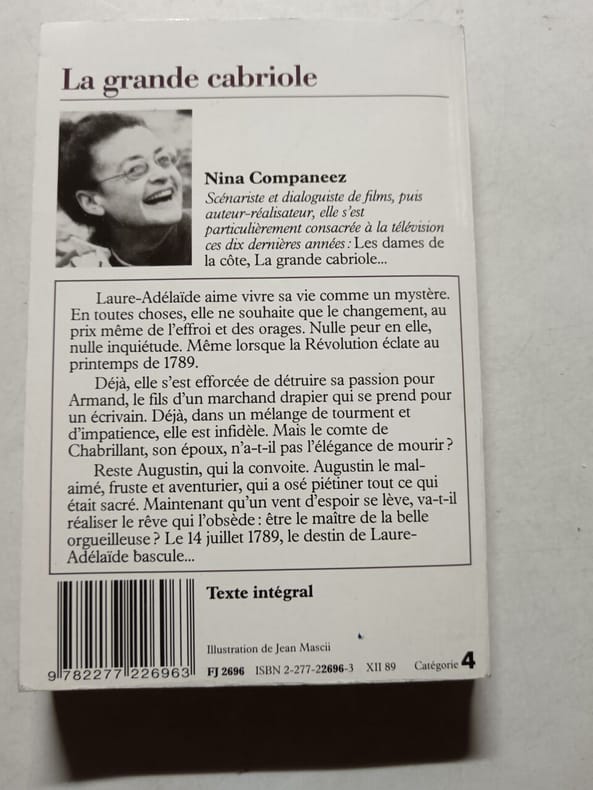 La grande cabriole
Nina Companeez
Scénariste et dialoguiste de films, puis
auteur-réalisateur, elle s'est
particulièrement consacrée à la télévision
ces dix dernières années : Les dames de
la côte, La grande cabriole...
Laure-Adélaïde aime vivre sa vie comme un mystère.
En toutes choses, elle ne souhaite que le changement, au
prix même de l'effroi et des orages. Nulle peur en elle,
nulle inquiétude. Même lorsque la Révolution éclate au
printemps de 1789.
Déjà, elle s'est efforcée de détruire sa passion pour
Armand, le fils d'un marchand drapier qui se prend pour
un écrivain. Déjà, dans un mélange de tourment et
d'impatience, elle est infidèle. Mais le comte de
Chabrillant, son époux, n'a-t-il pas l'élégance de mourir ?
Reste Augustin, qui la convoite. Augustin le mal-
aimé, fruste et aventurier, qui a osé piétiner tout ce qui
était sacré. Maintenant qu'un vent d'espoir se lève, va-t-il
réaliser le rêve qui l'obsède : être le maître de la belle
orgueilleuse ? Le 14 juillet 1789, le destin de Laure-
Adélaïde bascule...
Texte intégral
Illustration de Jean Mascii
9 782277 226963
FJ 2696 ISBN 2-277-22696-3 XII 89 Catégorie 4